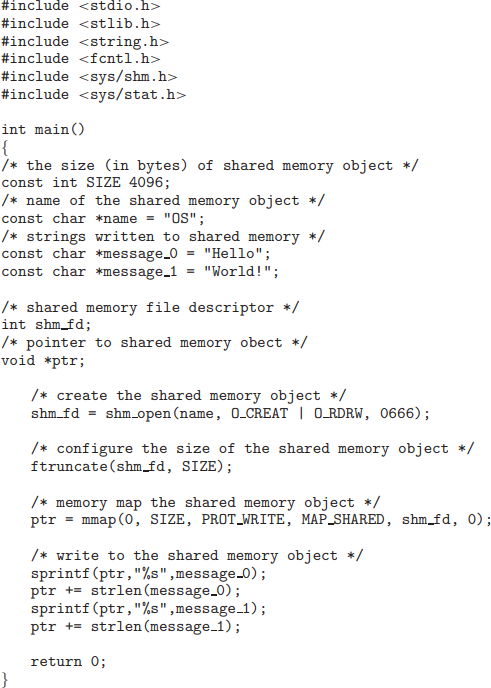 #include <stdio.h>
#include <stlib.h>
#include <string.h>
#include <fcntl.h>
#include <sys/shm.h>
#include <sys/stat.h>
int main()
{
/* the size (in bytes) of shared memory object */
const int SIZE 4096;
/* name of the shared memory object */
const char *name = "OS";
/* strings written to shared memory */
const char *message_0 = "Hello";
const char *message_1 = "World!";
/* shared memory file descriptor */
int shm_fd;
/* pointer to shared memory obect */
void *ptr;
/* create the shared memory object */
shm_fd = shm_open(name, O_CREAT | O_RDRW, 0666);
/* configure the size of the shared memory object */
ftruncate(shm_fd, SIZE);
/* memory map the shared memory object */
ptr = mmap(0, SIZE, PROT_WRITE, MAP_SHARED, shm_fd, 0);
/* write to the shared memory object */
sprintf(ptr,"%s",message_0);
ptr += strlen(message_0);
sprintf(ptr,"%s",message_1);
ptr += strlen(message_1);
return 0;
}